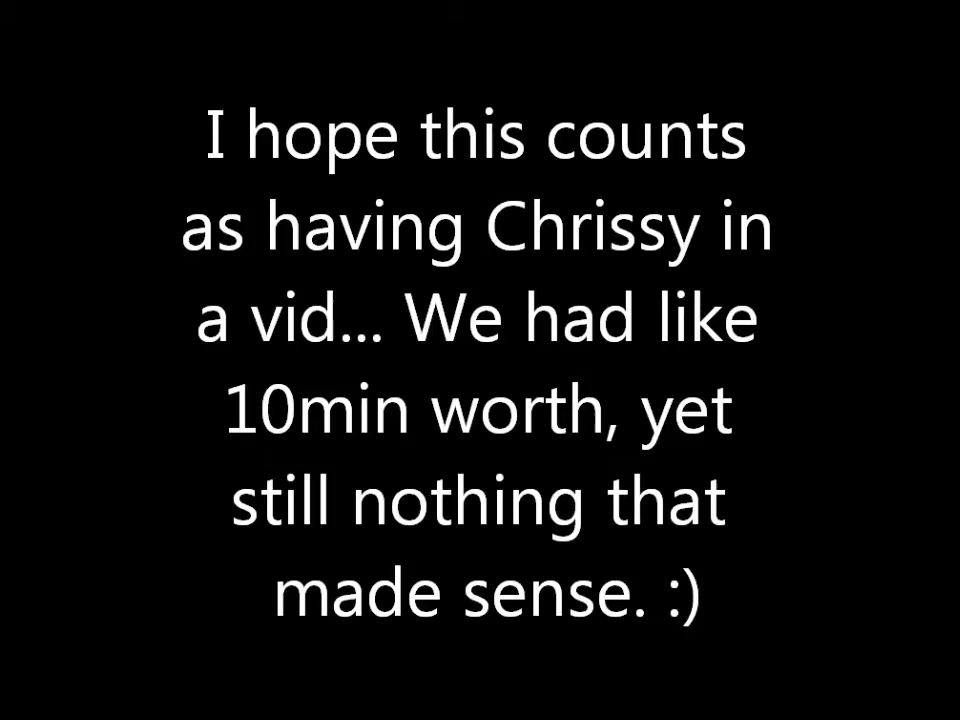 I hope this counts
as having Chrissy in
a vid... We had like
10min worth, yet
still nothing that
made sense. :)